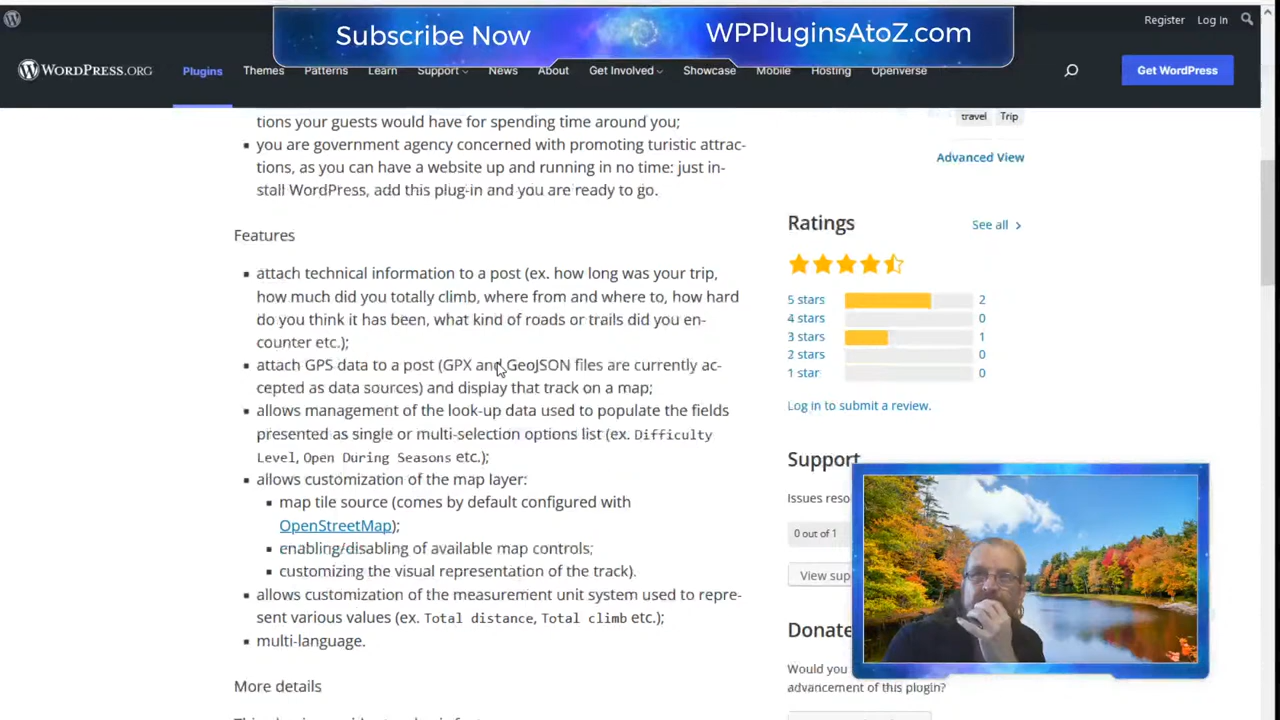 Register
Log in
Subscribe Now
WPPluginsAtoZ.com
WORDPRESS.ORG
Plugins
Themes
Patterns
Learn
Support
News
About
Get Involved
Showcase
Mobile
Hosting
Openverse
Get WordPress
tions your guests would have for spending time around you;
you are government agency concerned with promoting turistic attrac-
tions, as you can have a website up and running in no time: just in-
stall WordPress, add this plug-in and you are ready to go.
Features
attach technical information to a post (ex. how long was your trip,
how much did you totally climb, where from and where to, how hard
do you think it has been, what kind of roads or trails did you en-
counter etc.);
attach GPS data to a post (GPX and GeoJSON files are currently ac-
cepted as data sources) and display that track on a map;
allows management of the look-up data used to populate the fields
presented as single or multi-selection options list (ex. Difficulty
Level, Open During Seasons etc.);
allows customization of the map layer:
map tile source (comes by default configured with
OpenStreetMap);
enabling/disabling of available map controls;
customizing the visual representation of the track).
allows customization of the measurement unit system used to repre-
sent various values (ex. Total distance, Total climb etc.);
multi-language.
More details
travel
Trip
Advanced View
Ratings
See all
5 stars 2
4 stars 0
3 stars 1
2 stars 0
1 star 0
Log in to submit a review.
Support
Issues reso
0 out of 1
View sup
Donate
Would you
advancement of this plugin?